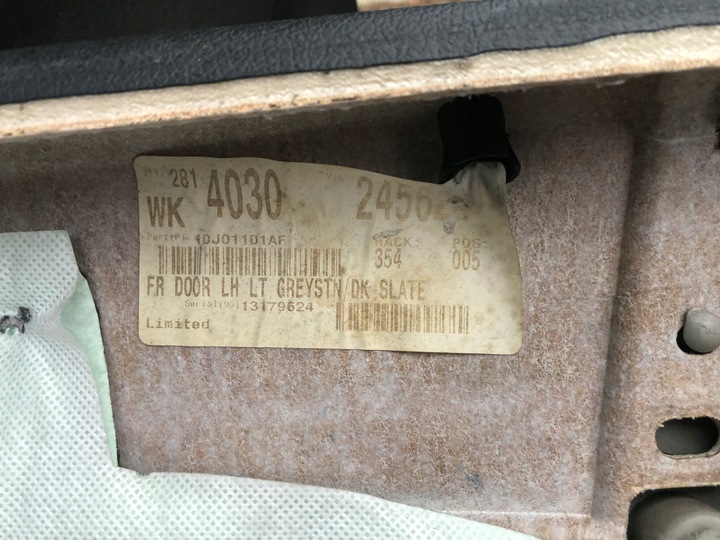 281 4030
WK
Part(P) 1DJ011D1AF RACK: POS:
354 005
FR DOOR LH LT GREYSTN/DK SLATE
Serial(9S) 13179624
Limited